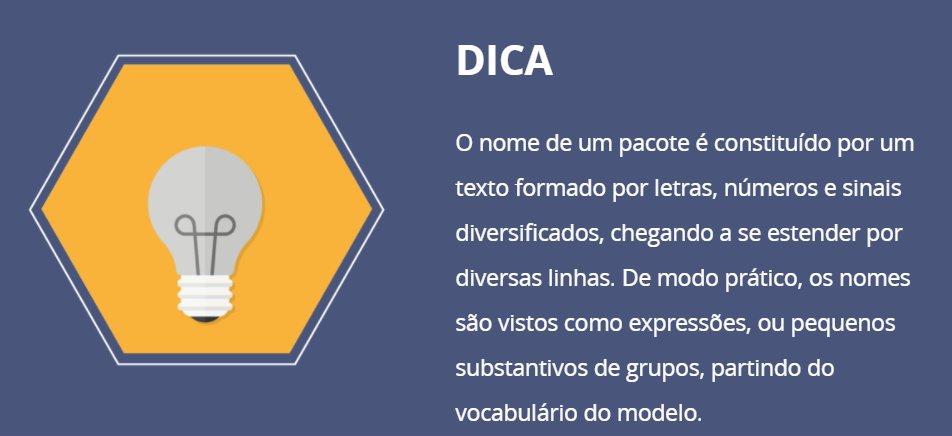 DICA
O nome de um pacote é constituído por um
texto formado por letras, números e sinais
diversificados, chegando a se estender por
diversas linhas. De modo prático, os nomes
são vistos como expressões, ou pequenos
substantivos de grupos, partindo do
vocabulário do modelo.